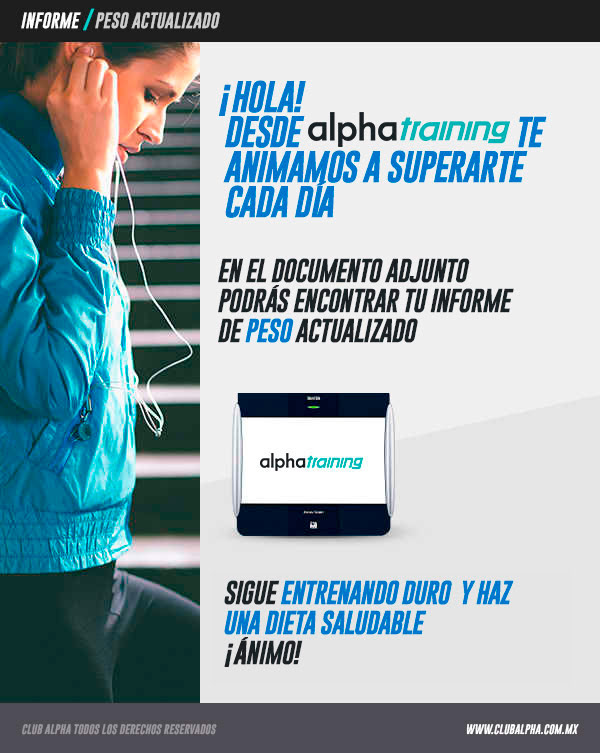 INFORME / PESO ACTUALIZADO
¡HOLA!
DESDE alphatraining TE
ANIMAMOS A SUPERARTE
CADA DÍA
EN EL DOCUMENTO ADJUNTO
PODRÁS ENCONTRAR TU INFORME
DE PESO ACTUALIZADO
alphatraining
SIGUE ENTRENANDO DURO Y HAZ
UNA DIETA SALUDABLE
¡ÁNIMO!
CLUB ALPHA TODOS LOS DERECHOS RESERVADOS
WWW.CLUBALPHA.COM.MX